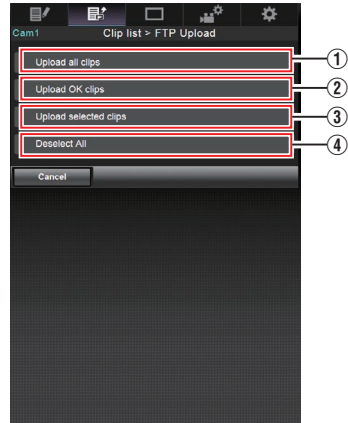 Cam1 Clip list > FTP Upload
Upload all clips 1
Upload OK clips 2
Upload selected clips 3
Deselect All 4
Cancel